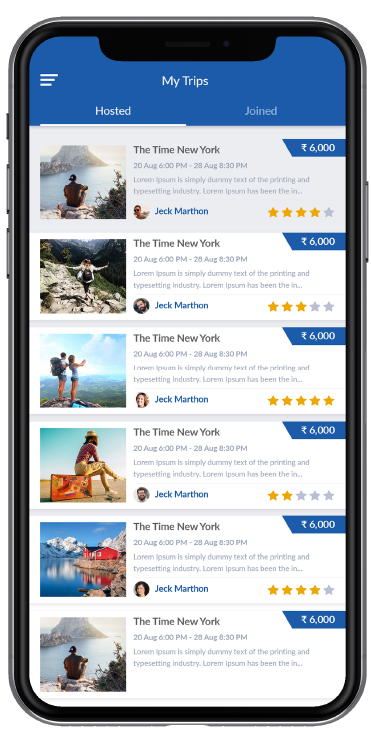 My Trips
Hosted
Joined
₹ 6,000
The Time New York
20 Aug 6:00 PM - 28 Aug 8:30 PM
Lorem Ipsum is simply dummy text of the printing and
typesetting industry. Lorem Ipsum has been the in...
Jeck Marthon
₹ 6,000
The Time New York
20 Aug 6:00 PM - 28 Aug 8:30 PM
Lorem Ipsum is simply dummy text of the printing and
typesetting industry. Lorem Ipsum has been the in...
Jeck Marthon
₹ 6,000
The Time New York
20 Aug 6:00 PM - 28 Aug 8:30 PM
Lorem Ipsum is simply dummy text of the printing and
typesetting industry. Lorem Ipsum has been the in...
Jeck Marthon
₹ 6,000
The Time New York
20 Aug 6:00 PM - 28 Aug 8:30 PM
Lorem Ipsum is simply dummy text of the printing and
typesetting industry. Lorem Ipsum has been the in...
Jeck Marthon
₹ 6,000
The Time New York
20 Aug 6:00 PM - 28 Aug 8:30 PM
Lorem Ipsum is simply dummy text of the printing and
typesetting industry. Lorem Ipsum has been the in...
Jeck Marthon
₹ 6,000
The Time New York
20 Aug 6:00 PM - 28 Aug 8:30 PM
Lorem Ipsum is simply dummy text of the printing and
typesetting industry. Lorem Ipsum has been the in...